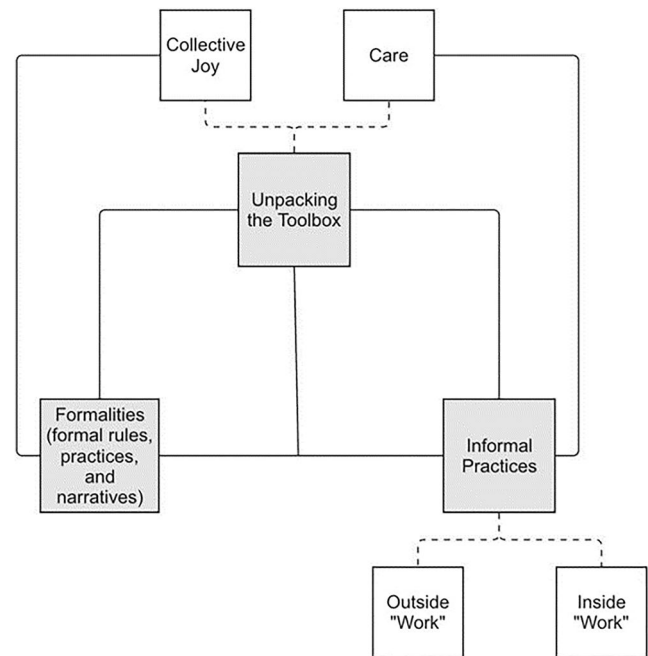 Collective
Joy
Care
Unpacking
the Toolbox
Formalities
(formal rules,
practices,
and
narratives)
Informal
Practices
Outside
"Work"
Inside
"Work"